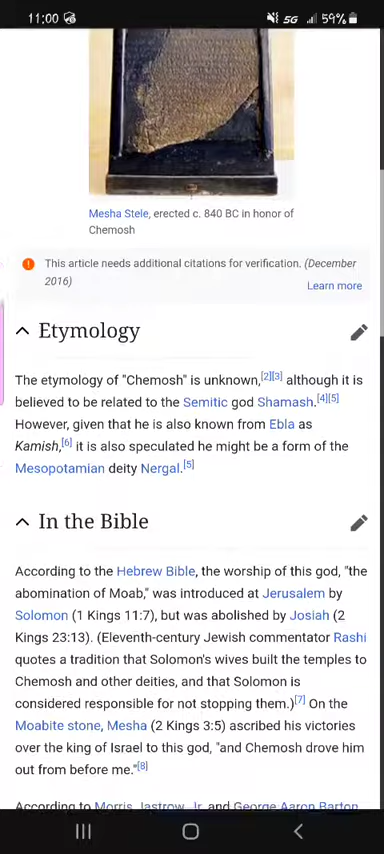 11:00 5G 59%
Mesha Stele, erected c. 840 BC in honor of
Chemosh
This article needs additional citations for verification. (December
2016)
Learn more
Etymology
The etymology of "Chemosh" is unknown,[2][3] although it is
believed to be related to the Semitic god Shamash.[4][5]
However, given that he is also known from Ebla as
Kamish,[6] it is also speculated he might be a form of the
Mesopotamian deity Nergal.[5]
In the Bible
According to the Hebrew Bible, the worship of this god, "the
abomination of Moab," was introduced at Jerusalem by
Solomon (1 Kings 11:7), but was abolished by Josiah (2
Kings 23:13). (Eleventh-century Jewish commentator Rashi
quotes a tradition that Solomon's wives built the temples to
Chemosh and other deities, and that Solomon is
considered responsible for not stopping them.)[7] On the
Moabite stone, Mesha (2 Kings 3:5) ascribed his victories
over the king of Israel to this god, "and Chemosh drove him
out from before me."[8]
According to Morris Jastrow Jr. and George Aaron Barton